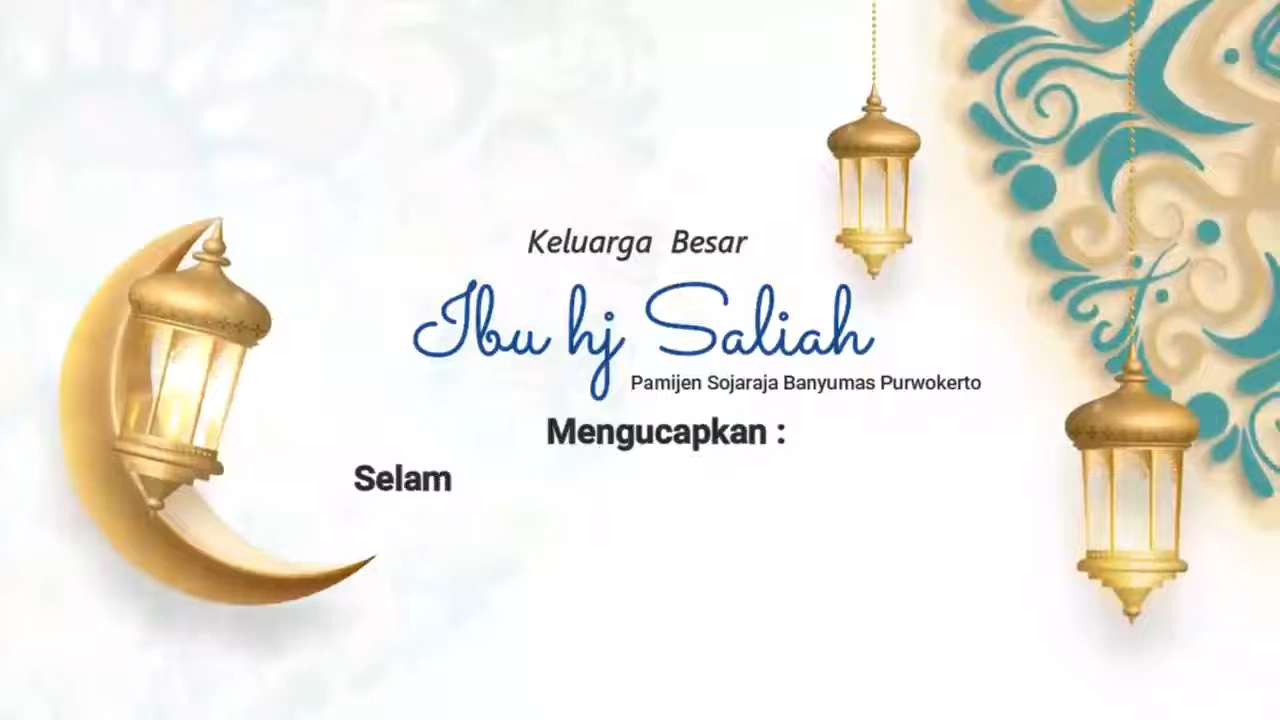 Keluarga Besar
Ibu hj Saliah
Pamijen Sojaraja Banyumas Purwokerto
Mengucapkan :
Selam